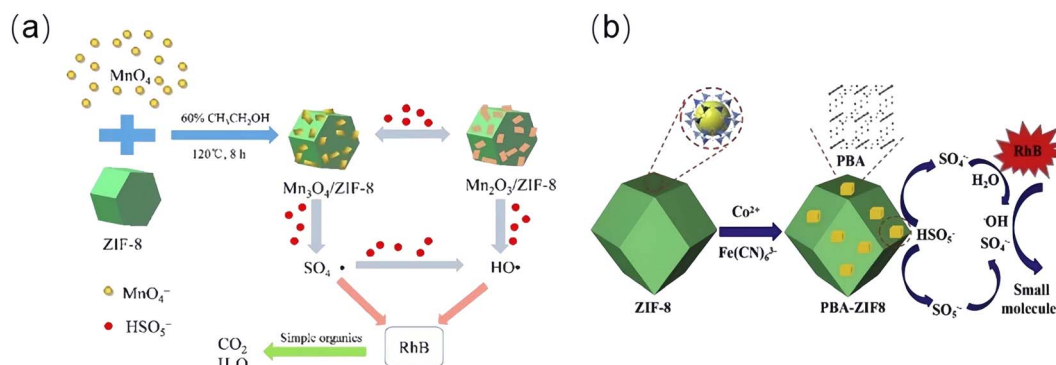 (a)
MnO₄⁻
60% CH₃CH₂OH
120℃, 8 h
ZIF-8
Mn₃O₄/ZIF-8
Mn₂O₃/ZIF-8
SO₄ •
HO•
MnO₄⁻
HSO₅⁻
Simple organics
CO₂
H₂O
RhB
(b)
PBA
Co²⁺
Fe(CN)₆³⁻
ZIF-8
PBA-ZIF8
SO₄·⁻
H₂O
RhB
·OH
SO₄·⁻
HSO₅⁻
SO₅·⁻
Small
molecule